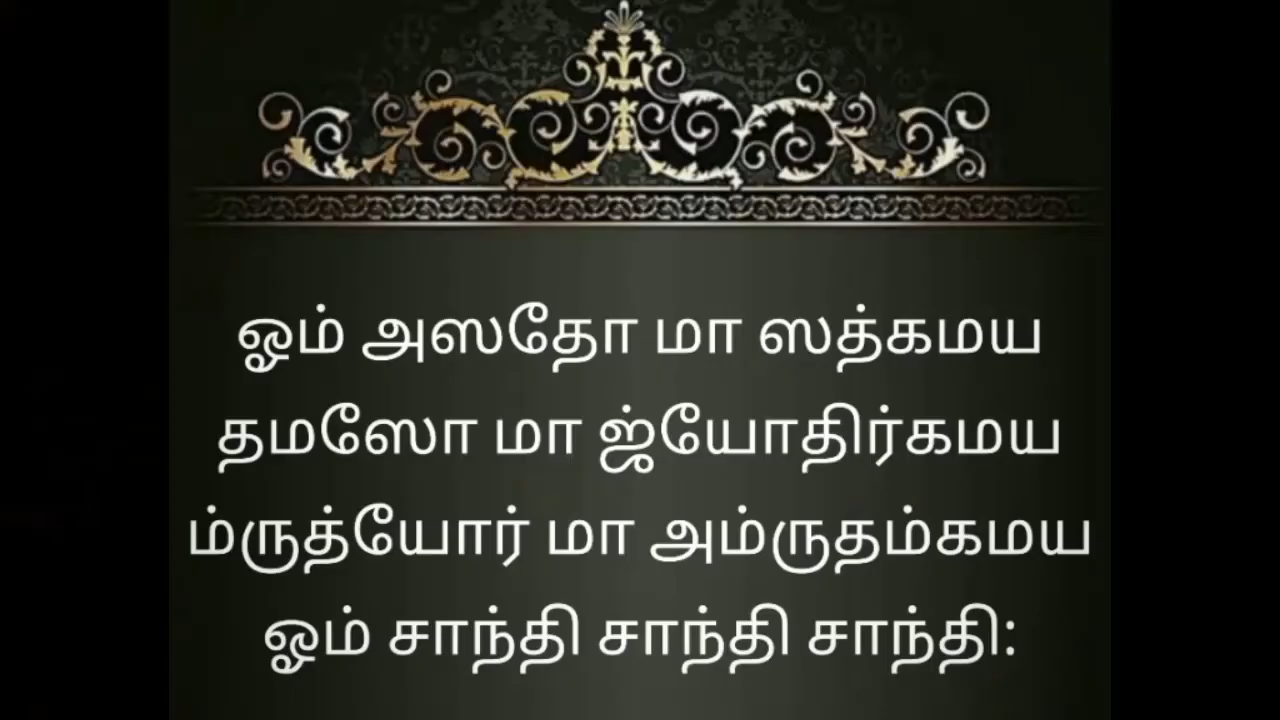 ஓம் அஸதோ மா ஸத்கமய
தமஸோ மா ஜ்யோதிர்கமய
ம்ருத்யோர் மா அம்ருதம்கமய
ஓம் சாந்தி சாந்தி சாந்தி: